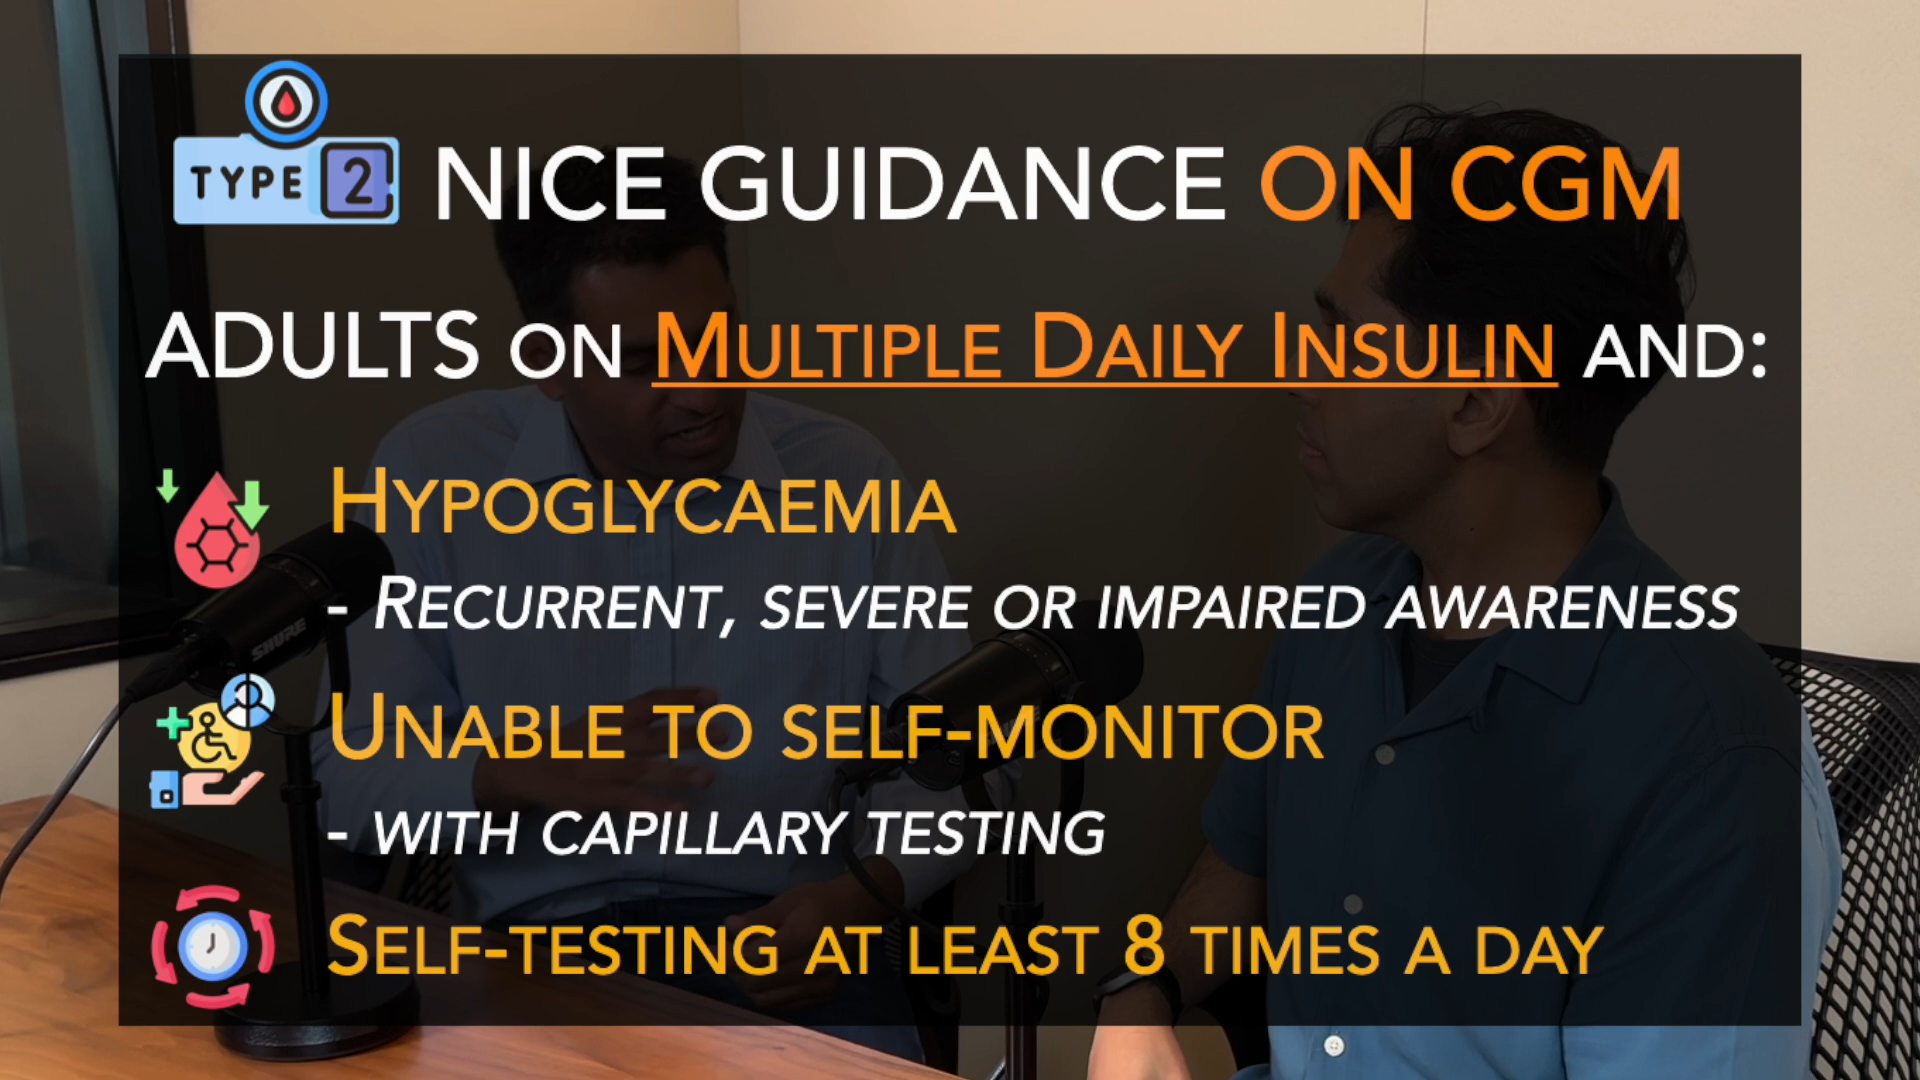 TYPE 2 NICE GUIDANCE ON CGM
ADULTS ON MULTIPLE DAILY INSULIN AND:
HYPOGLYCAEMIA
- RECURRENT, SEVERE OR IMPAIRED AWARENESS
SHURE
UNABLE TO SELF-MONITOR
- WITH CAPILLARY TESTING
SELF-TESTING AT LEAST 8 TIMES A DAY